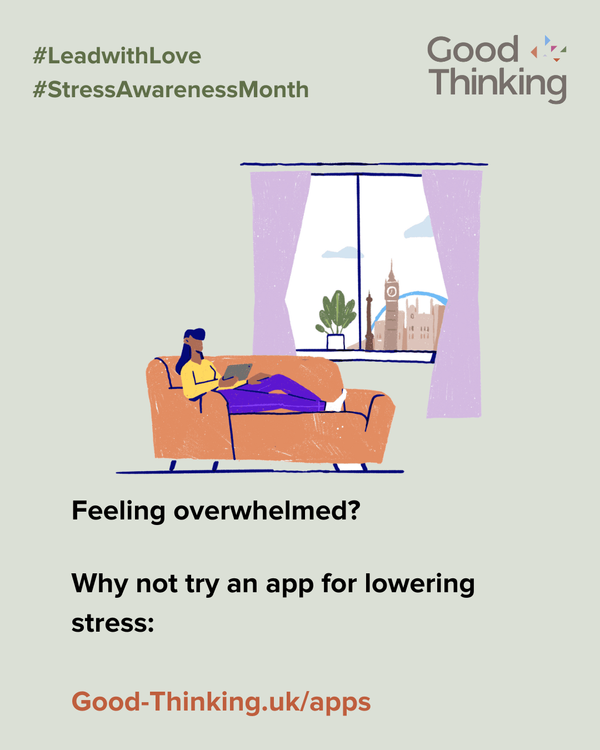 #LeadwithLove
#StressAwarenessMonth
Good
Thinking
Feeling overwhelmed?
Why not try an app for lowering
stress:
Good-Thinking.uk/apps